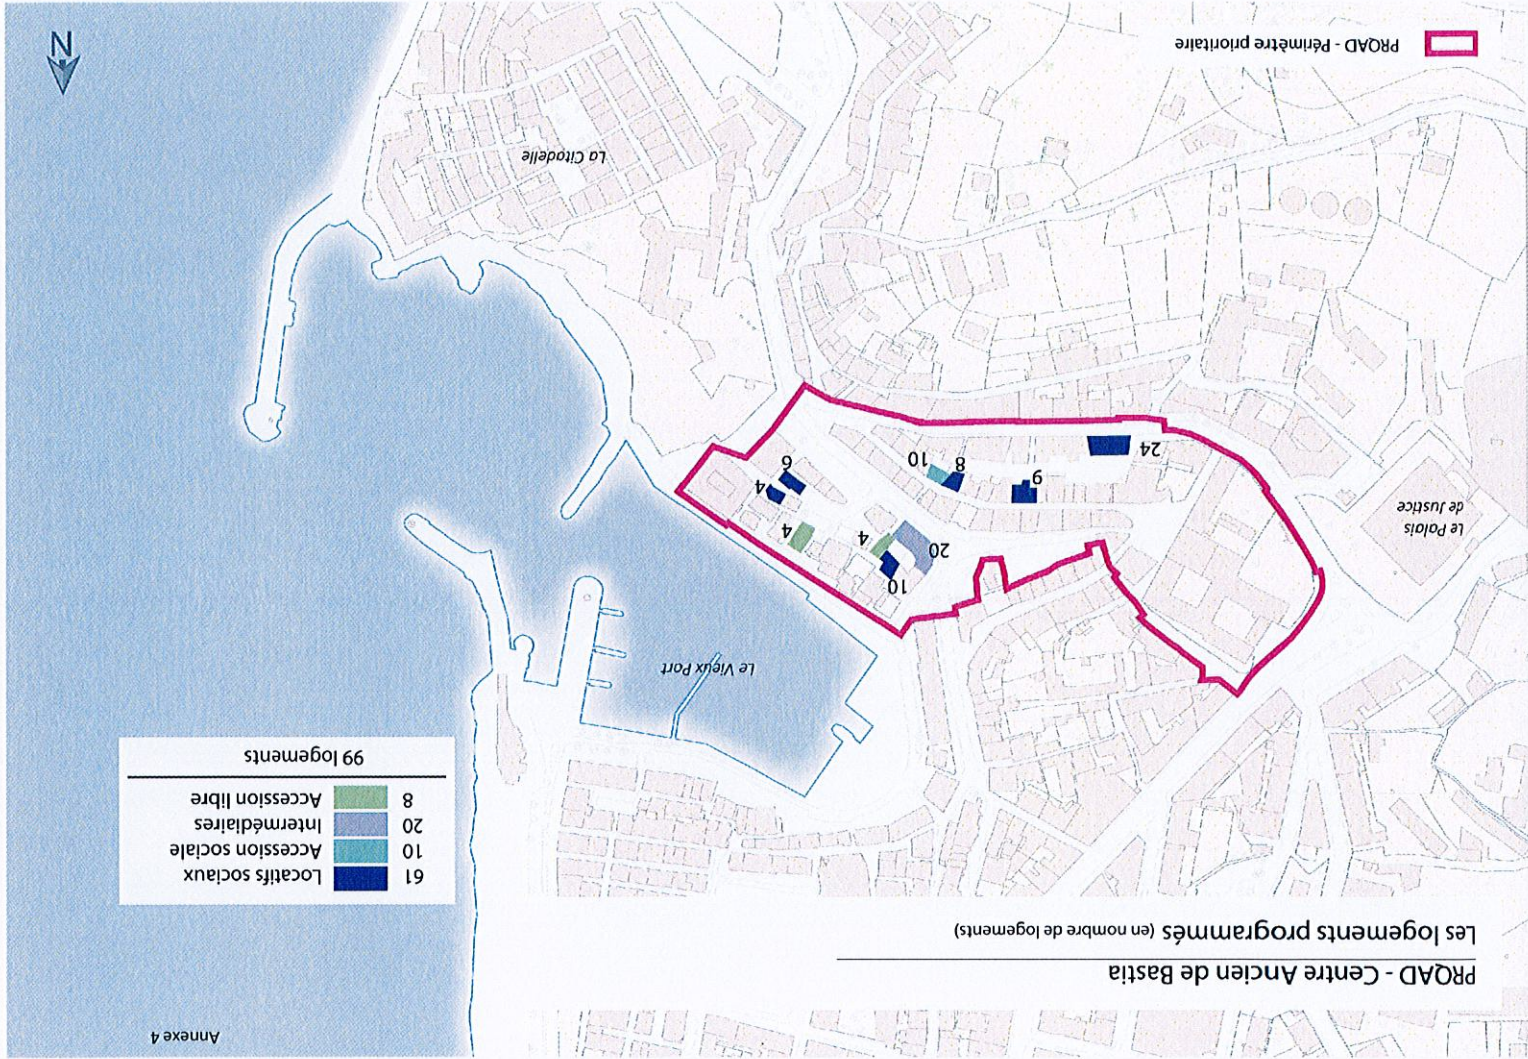 Annexe 4
PRQAD - Centre Ancien de Bastia
Les logements programmés (en nombre de logements)
61 Locatifs sociaux
10 Accession sociale
20 Intermédiaires
8 Accession libre
99 logements
Le Vieux Port
10
20
4
4
4
6
9
8
10
24
Le Palais
de Justice
La Citadelle
PRQAD - Périmètre prioritaire
N